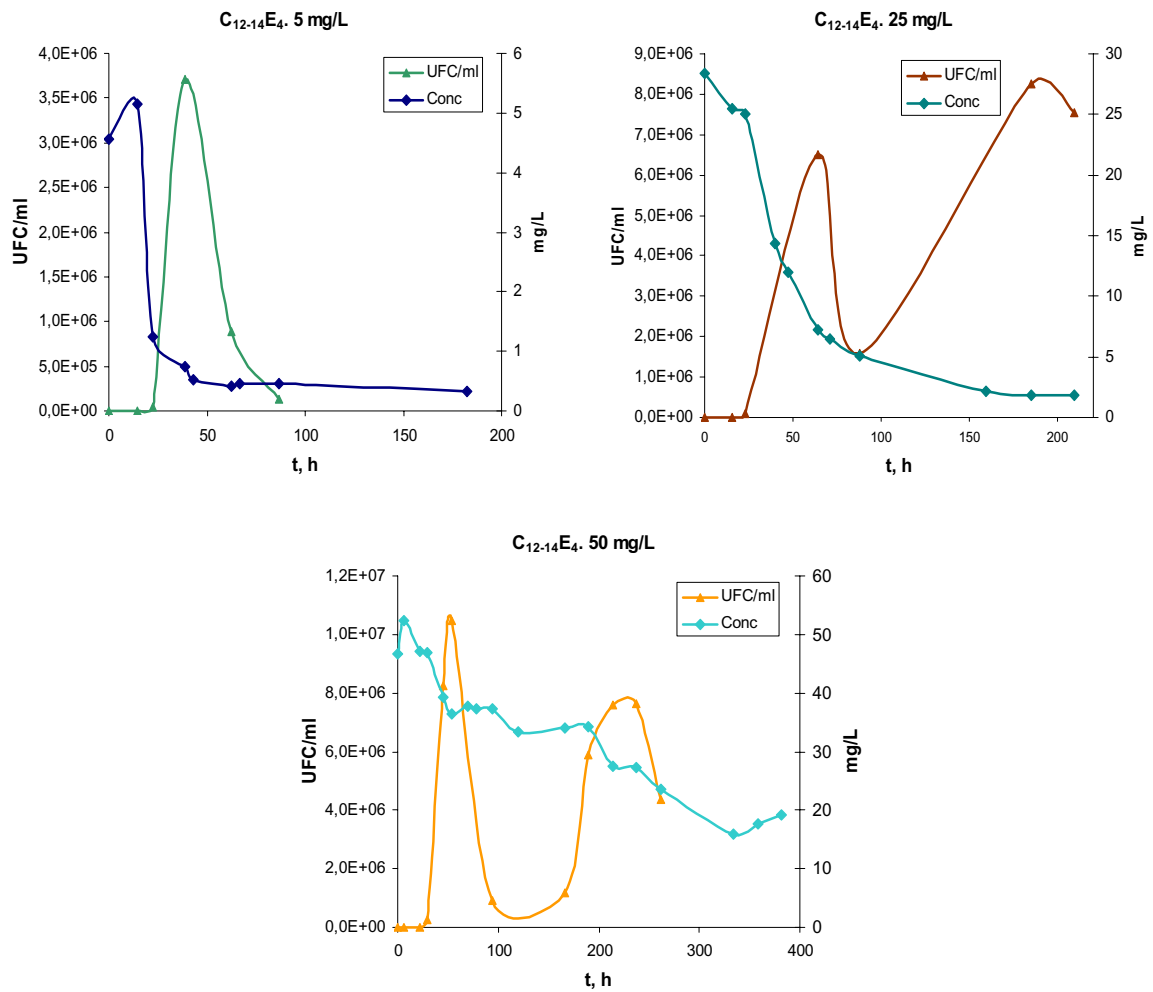 C₁₂₋₁₄E₄. 5 mg/L
4,0E+06
3,5E+06
3,0E+06
2,5E+06
2,0E+06
1,5E+06
1,0E+06
5,0E+05
0,0E+00
UFC/ml
6
5
4
3
2
1
0
mg/L
UFC/ml
Conc
0 50 100 150 200
t, h
C₁₂₋₁₄E₄. 25 mg/L
9,0E+06
8,0E+06
7,0E+06
6,0E+06
5,0E+06
4,0E+06
3,0E+06
2,0E+06
1,0E+06
0,0E+00
UFC/ml
30
25
20
15
10
5
0
mg/L
UFC/ml
Conc
0 50 100 150 200
t, h
C₁₂₋₁₄E₄. 50 mg/L
1,2E+07
1,0E+07
8,0E+06
6,0E+06
4,0E+06
2,0E+06
0,0E+00
UFC/ml
60
50
40
30
20
10
0
mg/L
UFC/ml
Conc
0 100 200 300 400
t, h